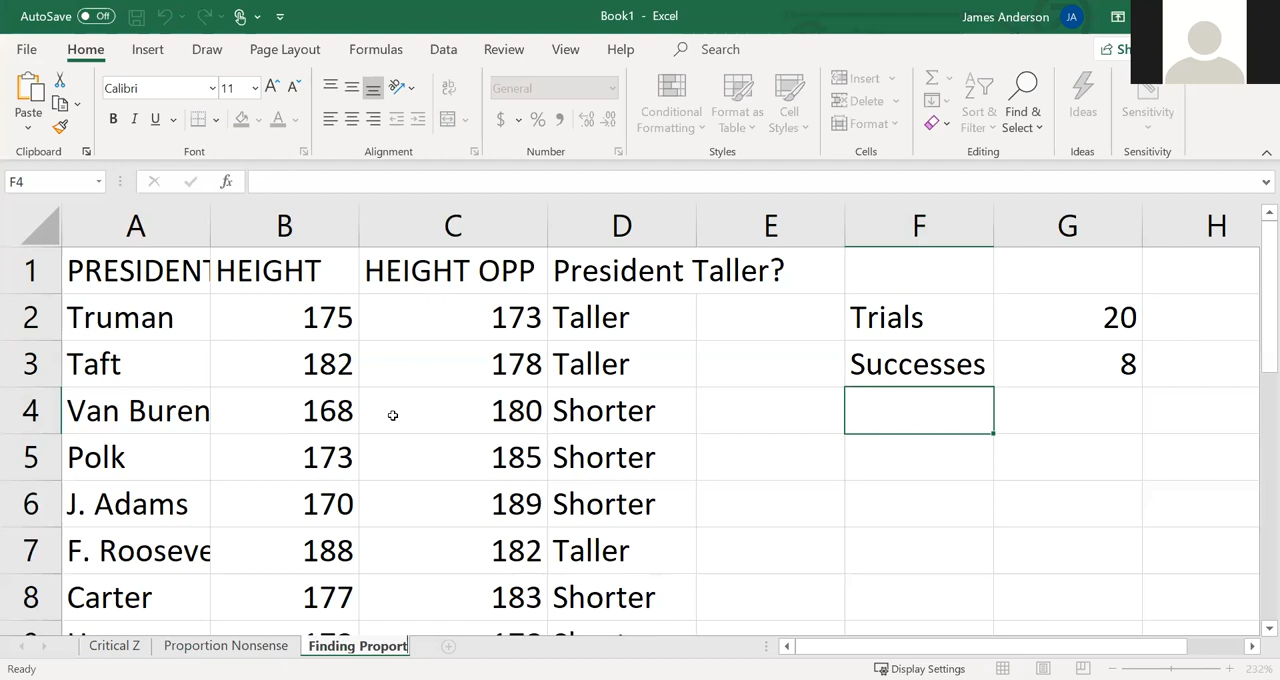 AutoSave Off Book1 - Excel James Anderson JA
File Home Insert Draw Page Layout Formulas Data Review View Help Search Sh
Calibri 11 General Insert
Paste Conditional Format as Cell Delete Sort & Find & Ideas Sensitivity
B I U $ % Formatting Table Styles Format Filter Select
Clipboard Font Alignment Number Styles Cells Editing Ideas Sensitivity
F4 fx
A B C D E F G H
1 PRESIDENT HEIGHT HEIGHT OPP President Taller?
2 Truman 175 173 Taller Trials 20
3 Taft 182 178 Taller Successes 8
4 Van Buren 168 180 Shorter
5 Polk 173 185 Shorter
6 J. Adams 170 189 Shorter
7 F. Rooseve 188 182 Taller
8 Carter 177 183 Shorter
Critical Z Proportion Nonsense Finding Proport
Ready Display Settings 232%